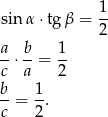 sin α · tg β = 1/2
a/c · b/a = 1/2
b/c = 1/2.